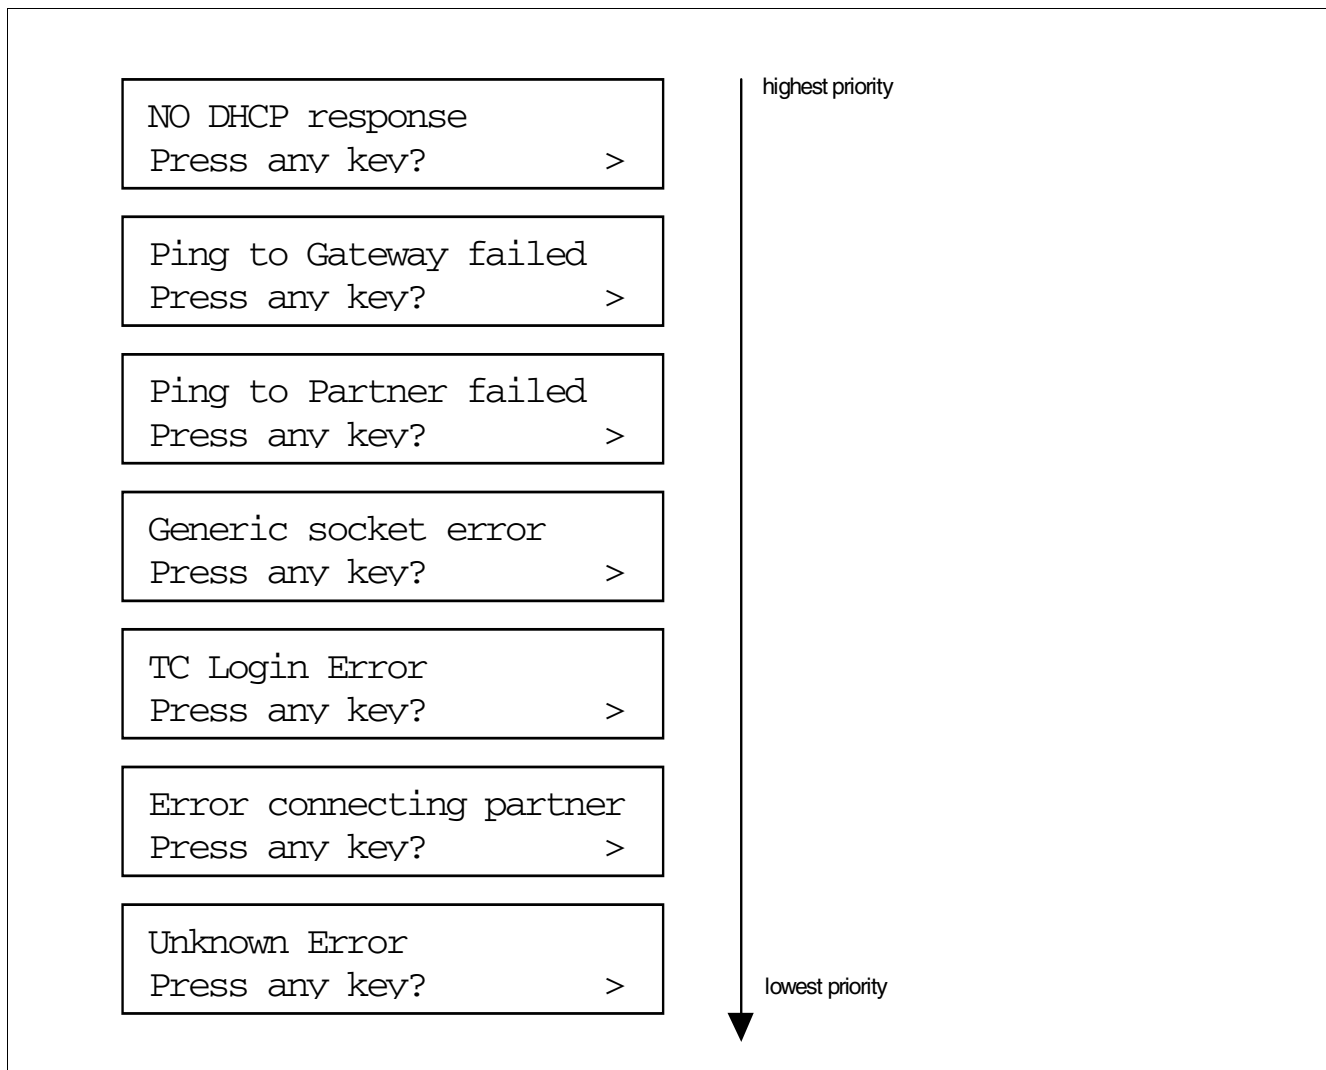 highest priority
NO DHCP response
Press any key? >
Ping to Gateway failed
Press any key? >
Ping to Partner failed
Press any key? >
Generic socket error
Press any key? >
TC Login Error
Press any key? >
Error connecting partner
Press any key? >
Unknown Error
Press any key? >
lowest priority